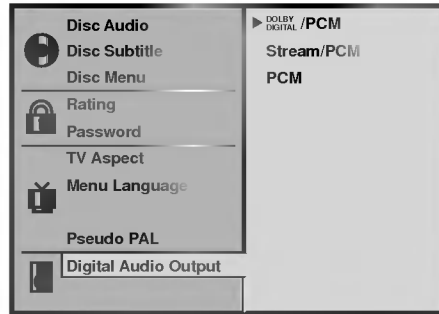 Disc Audio
Disc Subtitle
Disc Menu
Rating
Password
TV Aspect
Menu Language
Pseudo PAL
Digital Audio Output
DOLBY DIGITAL /PCM
Stream/PCM
PCM